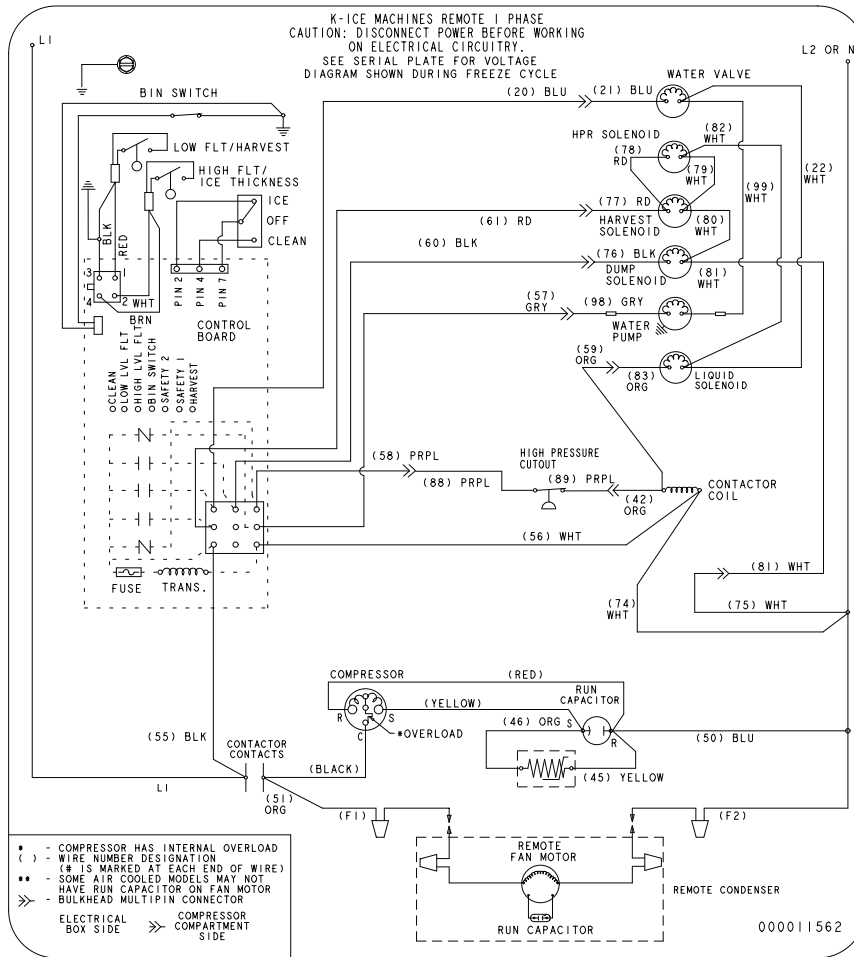 K-ICE MACHINES REMOTE 1 PHASE
CAUTION: DISCONNECT POWER BEFORE WORKING
ON ELECTRICAL CIRCUITRY.
SEE SERIAL PLATE FOR VOLTAGE
DIAGRAM SHOWN DURING FREEZE CYCLE
L1
L2 OR N
WATER VALVE
(20) BLU
(21) BLU
BIN SWITCH
LOW FLT/HARVEST
HIGH FLT/
ICE THICKNESS
HPR SOLENOID
(82)
WHT
(78)
RD
(79)
WHT
(22)
WHT
(99)
WHT
ICE
OFF
CLEAN
(77) RD
HARVEST
SOLENOID
(80)
WHT
(61) RD
(60) BLK
BLK
RED
(76) BLK
DUMP
SOLENOID
(81)
WHT
3
1
4
2
WHT
BRN
PIN 2
PIN 4
PIN 7
CONTROL
BOARD
(57)
GRY
(98) GRY
WATER
PUMP
(59)
ORG
(83)
ORG
LIQUID
SOLENOID
CLEAN
LOW LVL FLT
HIGH LVL FLT
BIN SWITCH
SAFETY 2
SAFETY 1
HARVEST
(58) PRPL
(88) PRPL
HIGH PRESSURE
CUTOUT
(89) PRPL
(42)
ORG
CONTACTOR
COIL
(56) WHT
FUSE
TRANS.
(81) WHT
(74)
WHT
(75) WHT
COMPRESSOR
(RED)
R
S
C
(YELLOW)
*OVERLOAD
RUN
CAPACITOR
(46) ORG
S
R
(45) YELLOW
(50) BLU
(55) BLK
CONTACTOR
CONTACTS
(BLACK)
L1
(51)
ORG
(F1)
(F2)
REMOTE
FAN MOTOR
RUN CAPACITOR
REMOTE CONDENSER
* - COMPRESSOR HAS INTERNAL OVERLOAD
( ) - WIRE NUMBER DESIGNATION
(# IS MARKED AT EACH END OF WIRE)
** - SOME AIR COOLED MODELS MAY NOT
HAVE RUN CAPACITOR ON FAN MOTOR
- BULKHEAD MULTIPIN CONNECTOR
ELECTRICAL
BOX SIDE
COMPRESSOR
COMPARTMENT
SIDE
000011562